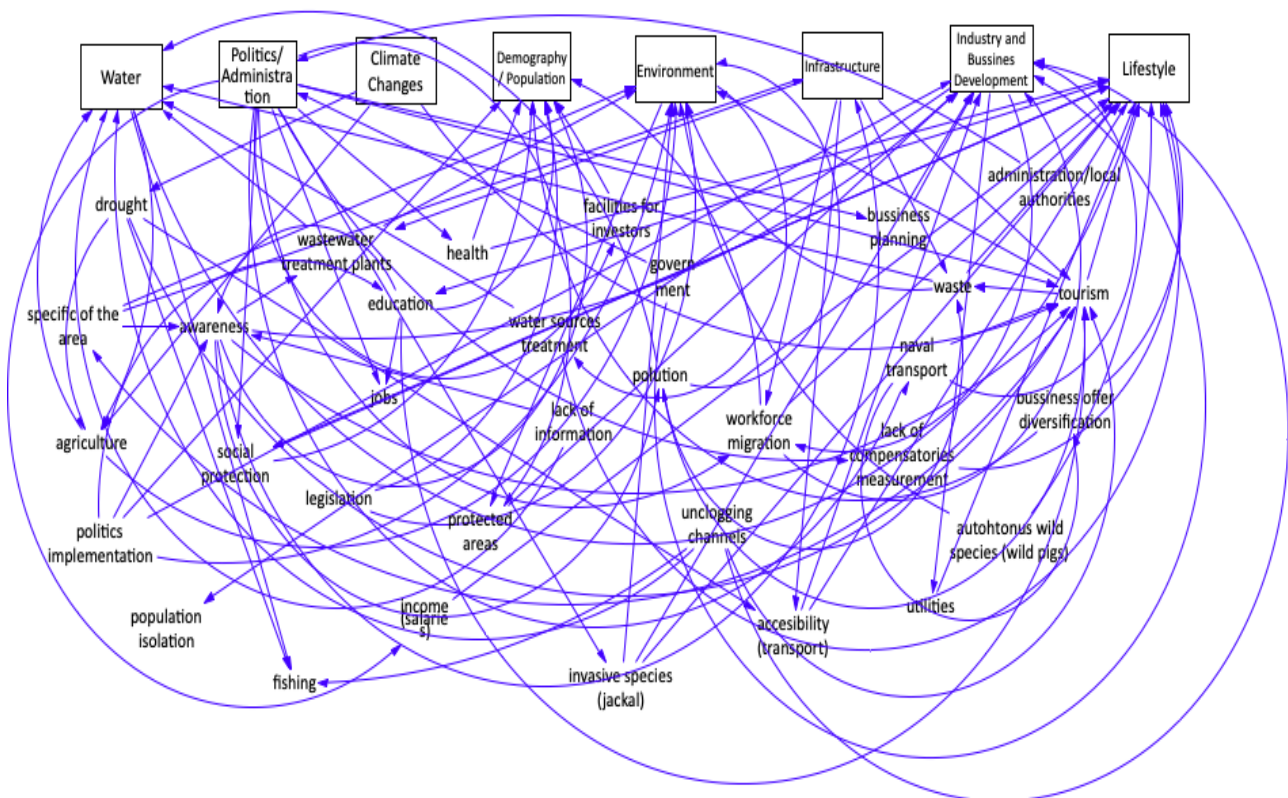 Water
Politics/
Administra
tion
Climate
Changes
Demography
/ Population
Environment
Infrastructure
Industry and
Bussines
Development
Lifestyle
drought
wastewater
treatment plants
health
facilities for
investors
govern
ment
bussiness
planning
administration/local
authorities
waste
tourism
specific of the
area
awareness
education
water sources
treatment
polution
naval
transport
jobs
lack of
information
workforce
migration
bussiness offer
diversification
lack of
compensatories
measurement
agriculture
social
protection
legislation
protected
areas
unclogging
channels
autohtonus wild
species (wild pigs)
politics
implementation
population
isolation
income
(salarie
s)
accesibility
(transport)
utilities
fishing
invasive species
(jackal)